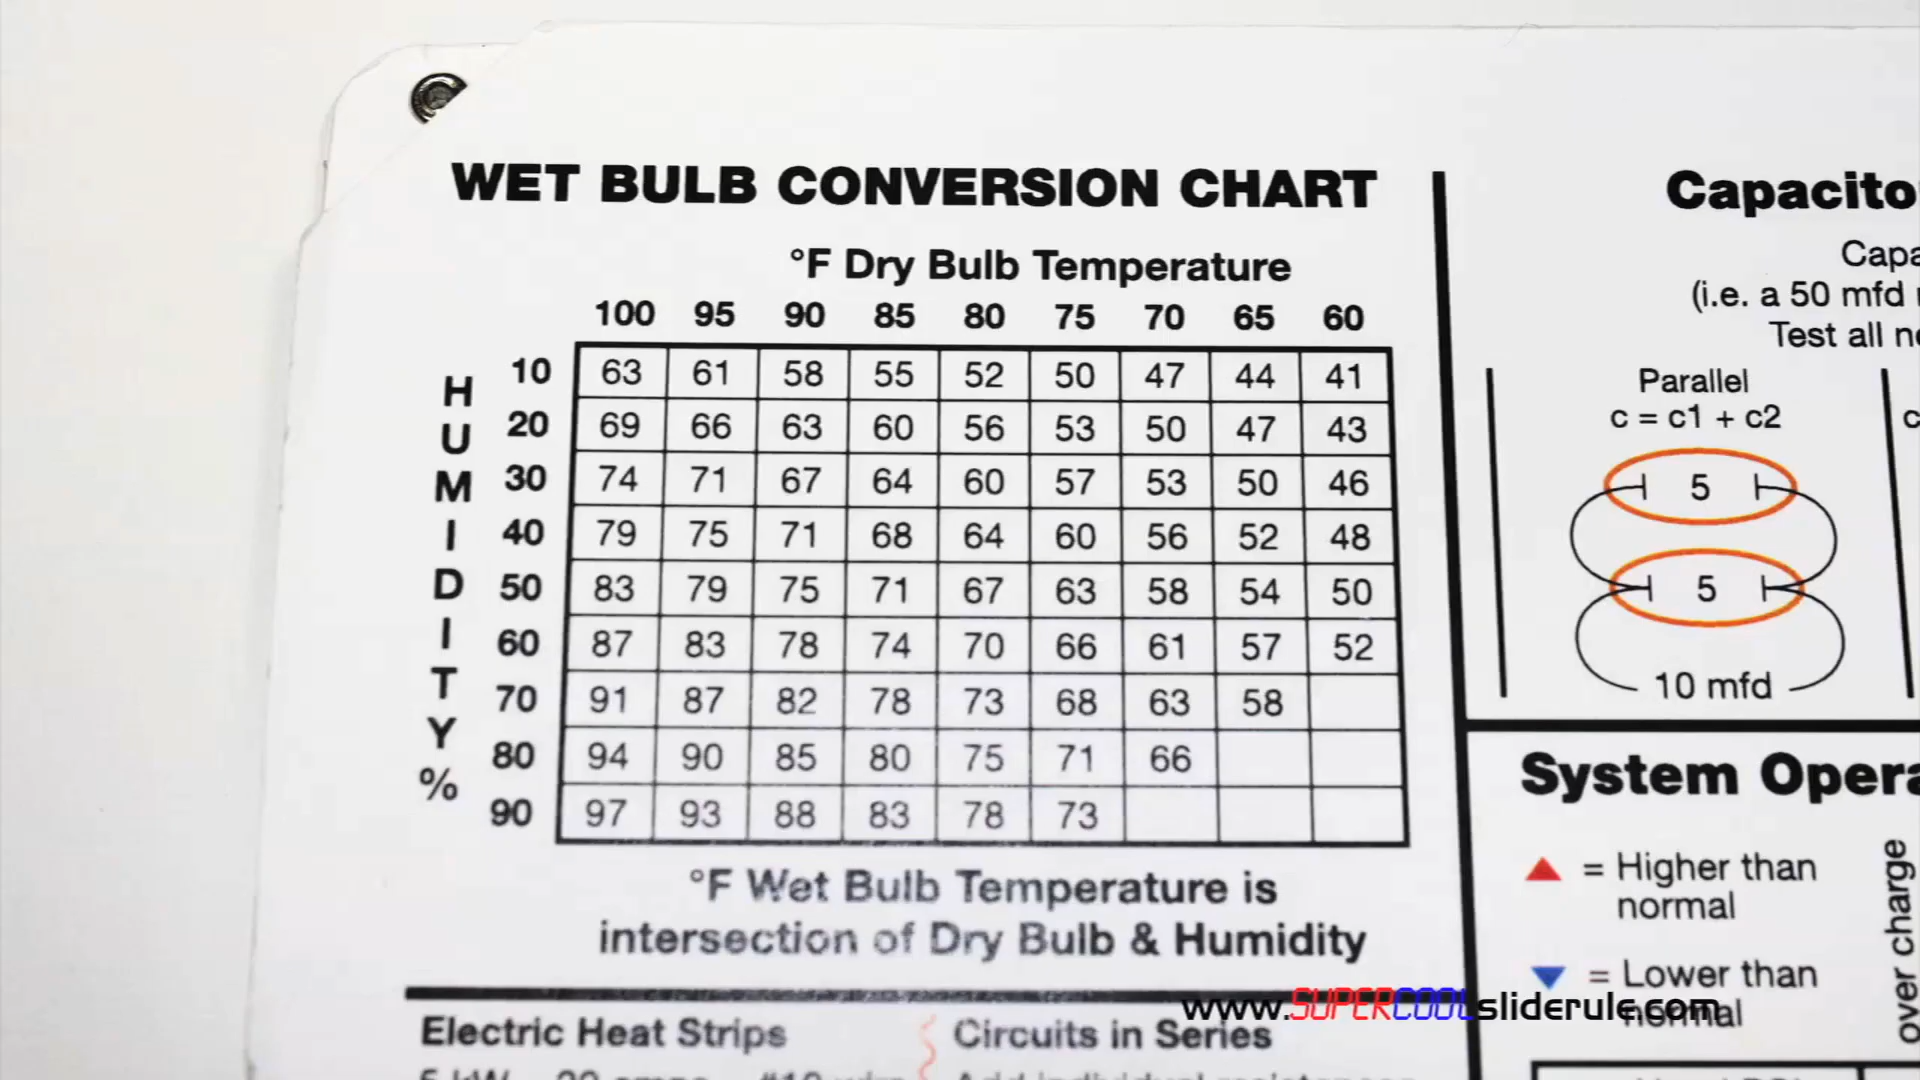 WET BULB CONVERSION CHART
°F Dry Bulb Temperature
100 95 90 85 80 75 70 65 60
HUMIDITY %
10 63 61 58 55 52 50 47 44 41
20 69 66 63 60 56 53 50 47 43
30 74 71 67 64 60 57 53 50 46
40 79 75 71 68 64 60 56 52 48
50 83 79 75 71 67 63 58 54 50
60 87 83 78 74 70 66 61 57 52
70 91 87 82 78 73 68 63 58
80 94 90 85 80 75 71 66
90 97 93 88 83 78 73
°F Wet Bulb Temperature is
intersection of Dry Bulb & Humidity
Electric Heat Strips
Circuits in Series
Capacito
Capa
(i.e. a 50 mfd
Test all
Parallel
c = c1 + c2
5
5
10 mfd
System Opera
= Higher than
normal
= Lower than
normal
over charge
www.SUPERCOOLsliderule.com